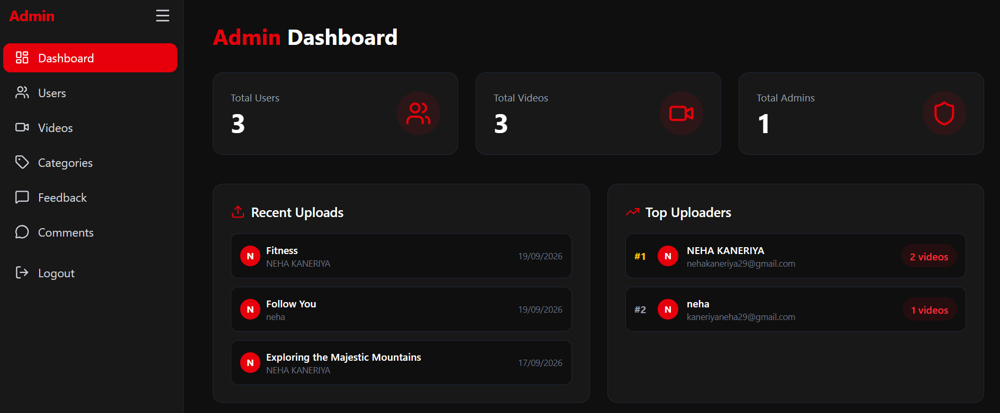 Admin
Dashboard
Users
Videos
Categories
Feedback
Comments
Logout
Admin Dashboard
Total Users
3
Total Videos
3
Total Admins
1
Recent Uploads
N
Fitness
NEHA KANERIYA
19/09/2026
N
Follow You
neha
19/09/2026
N
Exploring the Majestic Mountains
NEHA KANERIYA
17/09/2026
Top Uploaders
#1
N
NEHA KANERIYA
nehakaneriya29@gmail.com
2 videos
#2
N
neha
kaneriyaneha29@gmail.com
1 videos